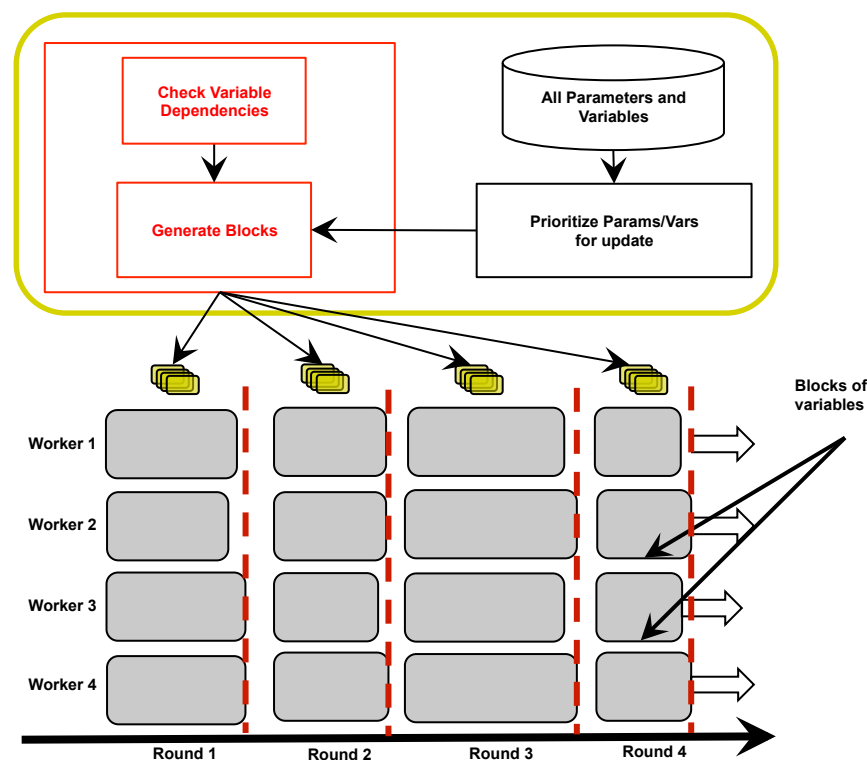 Check Variable
Dependencies
All Parameters and
Variables
Generate Blocks
Prioritize Params/Vars
for update
Blocks of
variables
Worker 1
Worker 2
Worker 3
Worker 4
Round 1
Round 2
Round 3
Round 4